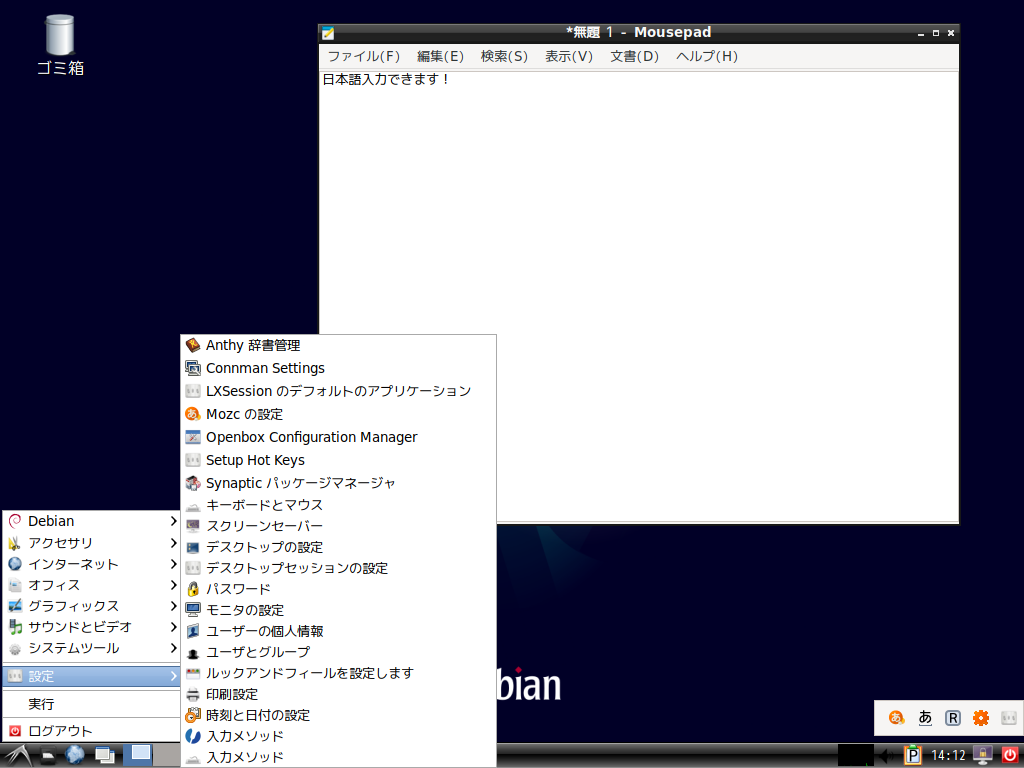 ゴミ箱
*無題 1 - Mousepad
ファイル(F) 編集(E) 検索(S) 表示(V) 文書(D) ヘルプ(H)
日本語入力できます！
Anthy 辞書管理
Connman Settings
LXSession のデフォルトのアプリケーション
Mozc の設定
Openbox Configuration Manager
Setup Hot Keys
Synaptic パッケージマネージャ
キーボードとマウス
スクリーンセーバー
デスクトップの設定
デスクトップセッションの設定
パスワード
モニタの設定
ユーザーの個人情報
ユーザとグループ
ルックアンドフィールを設定します
印刷設定
時刻と日付の設定
入力メソッド
入力メソッド
Debian
アクセサリ
インターネット
オフィス
グラフィックス
サウンドとビデオ
システムツール
設定
実行
ログアウト
bian
あ あ R
P 14:12